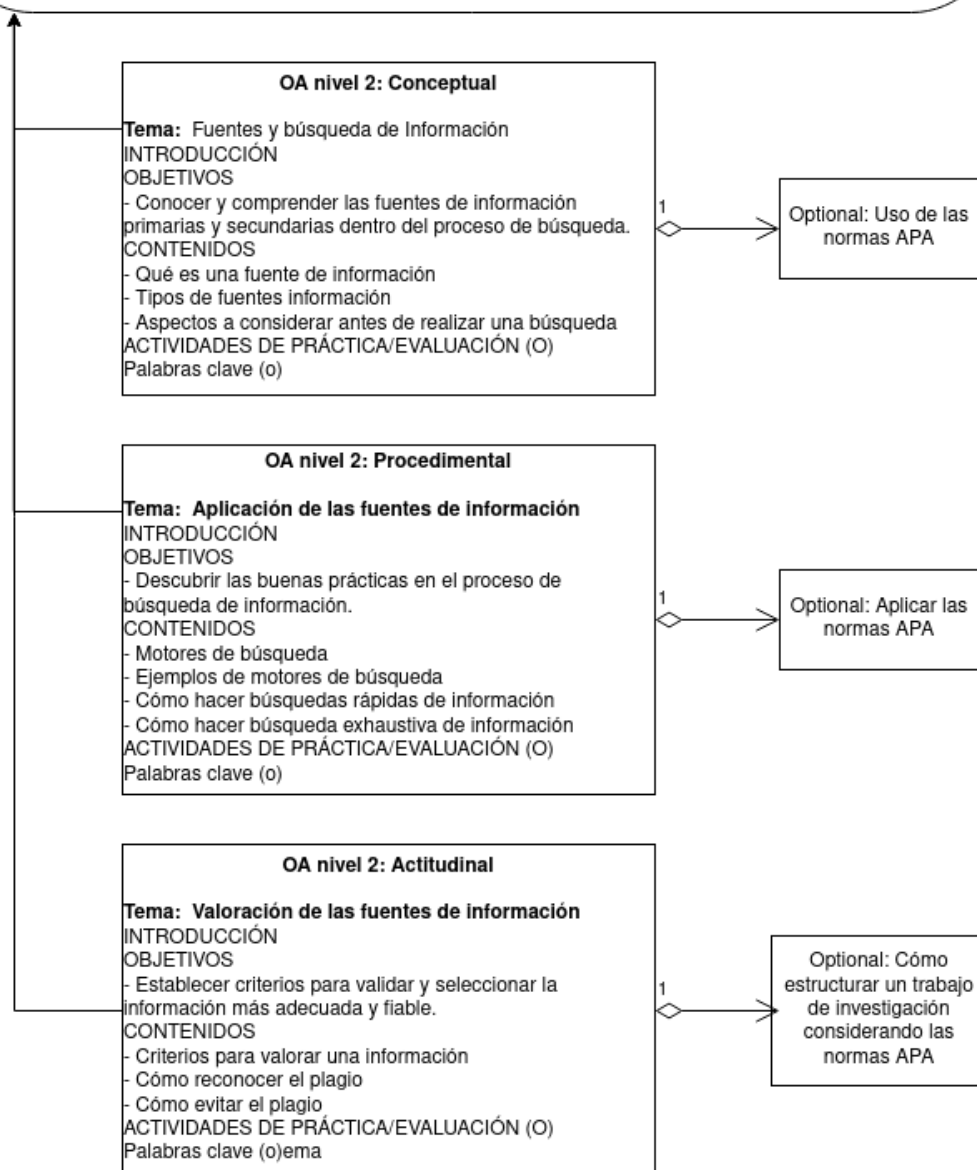 OA nivel 2: Conceptual
Tema:  Fuentes y búsqueda de Información
INTRODUCCIÓN
OBJETIVOS
- Conocer y comprender las fuentes de información
primarias y secundarias dentro del proceso de búsqueda.
CONTENIDOS
- Qué es una fuente de información
- Tipos de fuentes información
- Aspectos a considerar antes de realizar una búsqueda
ACTIVIDADES DE PRÁCTICA/EVALUACIÓN (O)
Palabras clave (o)
1
Optional: Uso de las
normas APA
OA nivel 2: Procedimental
Tema:  Aplicación de las fuentes de información
INTRODUCCIÓN
OBJETIVOS
- Descubrir las buenas prácticas en el proceso de
búsqueda de información.
CONTENIDOS
- Motores de búsqueda
- Ejemplos de motores de búsqueda
- Cómo hacer búsquedas rápidas de información
- Cómo hacer búsqueda exhaustiva de información
ACTIVIDADES DE PRÁCTICA/EVALUACIÓN (O)
Palabras clave (o)
1
Optional: Aplicar las
normas APA
OA nivel 2: Actitudinal
Tema:  Valoración de las fuentes de información
INTRODUCCIÓN
OBJETIVOS
- Establecer criterios para validar y seleccionar la
información más adecuada y fiable.
CONTENIDOS
- Criterios para valorar una información
- Cómo reconocer el plagio
- Cómo evitar el plagio
ACTIVIDADES DE PRÁCTICA/EVALUACIÓN (O)
Palabras clave (o)ema
1
Optional: Cómo
estructurar un trabajo
de investigación
considerando las
normas APA